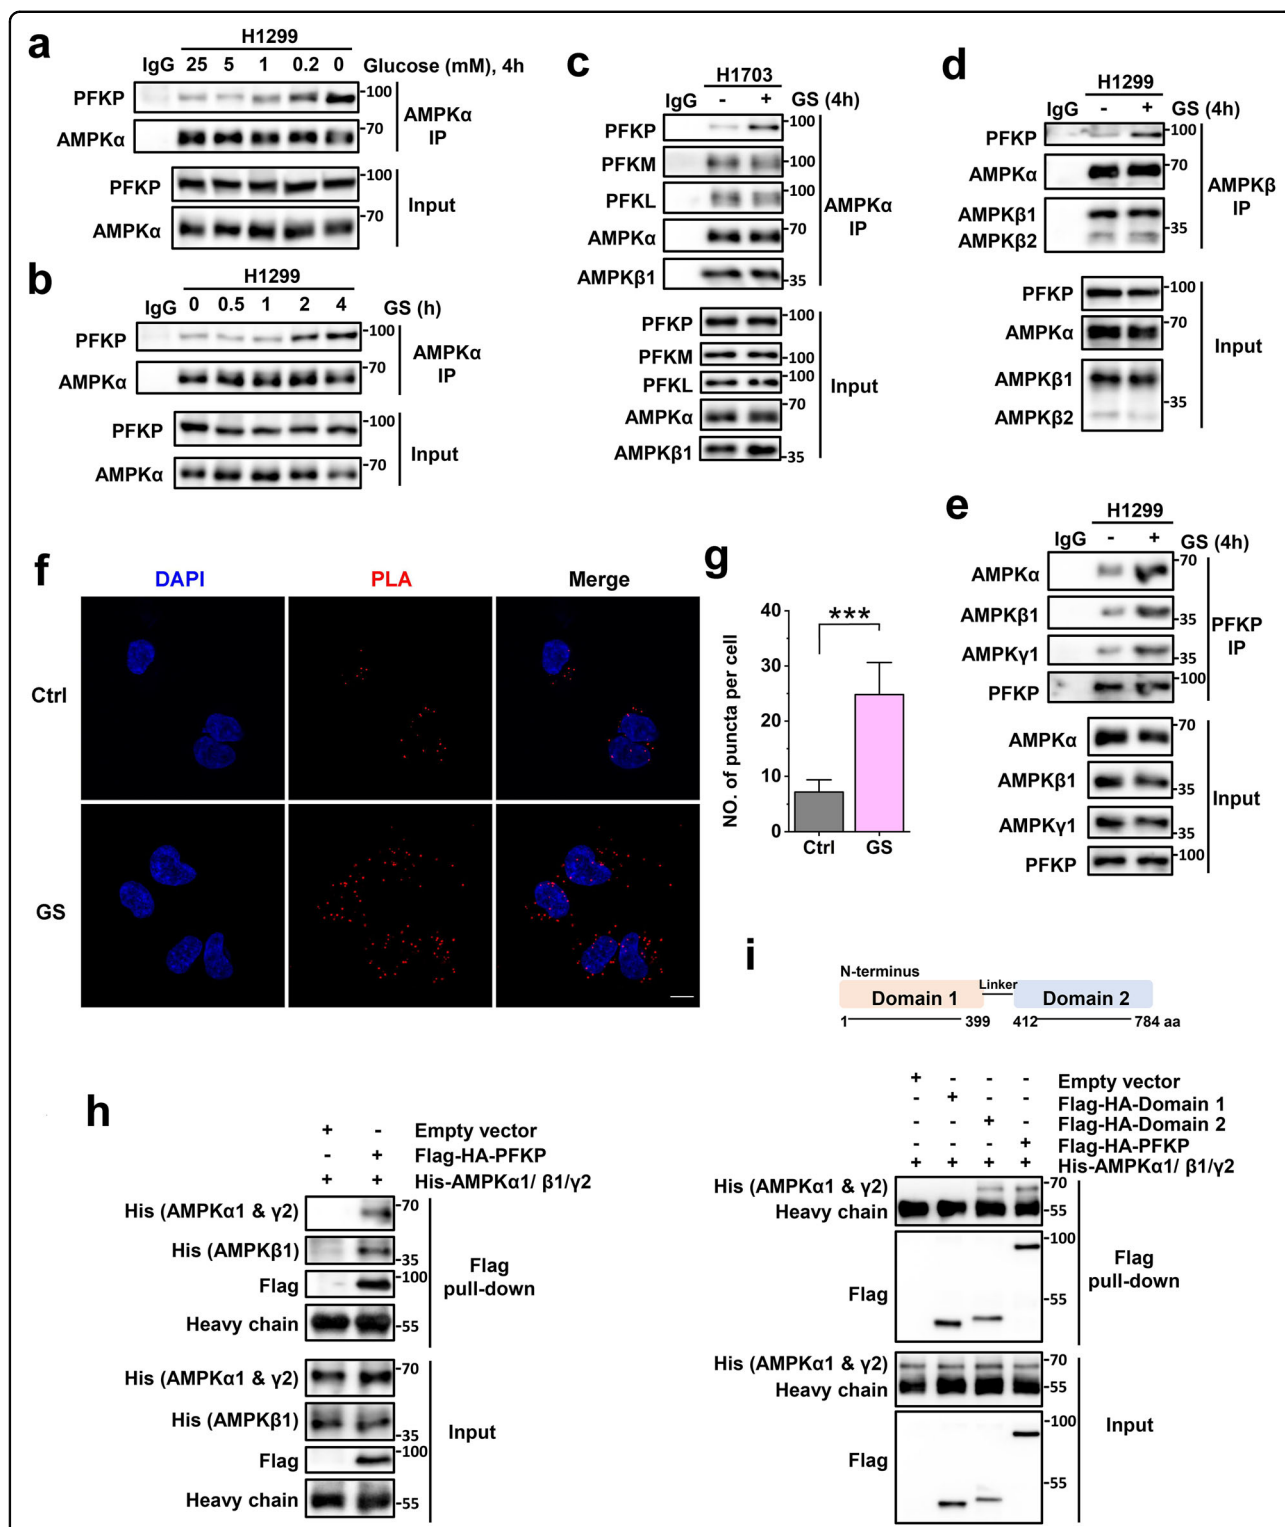 a
H1299
IgG 25 5 1 0.2 0 Glucose (mM), 4h
PFKP
-100
AMPKα
-70
AMPKα
IP
PFKP
-100
AMPKα
-70
Input
b
H1299
IgG 0 0.5 1 2 4 GS (h)
PFKP
-100
AMPKα
-70
AMPKα
IP
PFKP
-100
AMPKα
-70
Input
c
H1703
IgG - + GS (4h)
PFKP
-100
PFKM
-100
PFKL
-100
AMPKα
-70
AMPKβ1
-35
AMPKα
IP
PFKP
-100
PFKM
-100
PFKL
-100
AMPKα
-70
AMPKβ1
-35
Input
d
H1299
IgG - + GS (4h)
PFKP
-100
AMPKα
-70
AMPKβ1
AMPKβ2
-35
AMPKβ
IP
PFKP
-100
AMPKα
-70
AMPKβ1
AMPKβ2
-35
Input
e
H1299
IgG - + GS (4h)
AMPKα
-70
AMPKβ1
-35
AMPKγ1
-35
PFKP
-100
PFKP
IP
AMPKα
-70
AMPKβ1
-35
AMPKγ1
-35
PFKP
-100
Input
f
DAPI PLA Merge
Ctrl
GS
g
NO. of puncta per cell
40
30
20
10
0
***
Ctrl GS
h
+ - Empty vector
- + Flag-HA-PFKP
+ + His-AMPKα1/ β1/γ2
His (AMPKα1 & γ2)
-70
His (AMPKβ1)
-35
Flag
-100
Heavy chain
-55
Flag
pull-down
His (AMPKα1 & γ2)
-70
His (AMPKβ1)
-35
Flag
-100
Heavy chain
-55
Input
i
N-terminus
Domain 1 Linker Domain 2
1 399 412 784 aa
+ - - - Empty vector
- + - - Flag-HA-Domain 1
- - + - Flag-HA-Domain 2
- - - + Flag-HA-PFKP
+ + + + His-AMPKα1/ β1/γ2
His (AMPKα1 & γ2)
-70
Heavy chain
-55
-100
Flag
-55
Flag
pull-down
His (AMPKα1 & γ2)
-70
Heavy chain
-55
-100
Flag
-55
Input